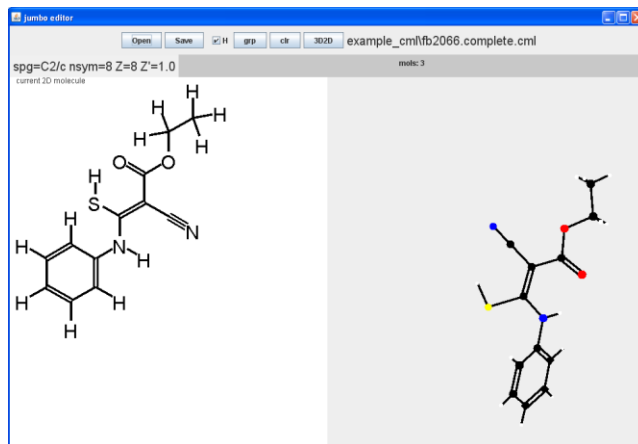 jumbo editor
Open Save H grp clr 3D2D example_cml\fb2066.complete.cml
spg=C2/c nsym=8 Z=8 Z'=1.0 mols: 3
current 2D molecule
H
H H
H H
O O
H
S
H N
H N H
H
H H
H